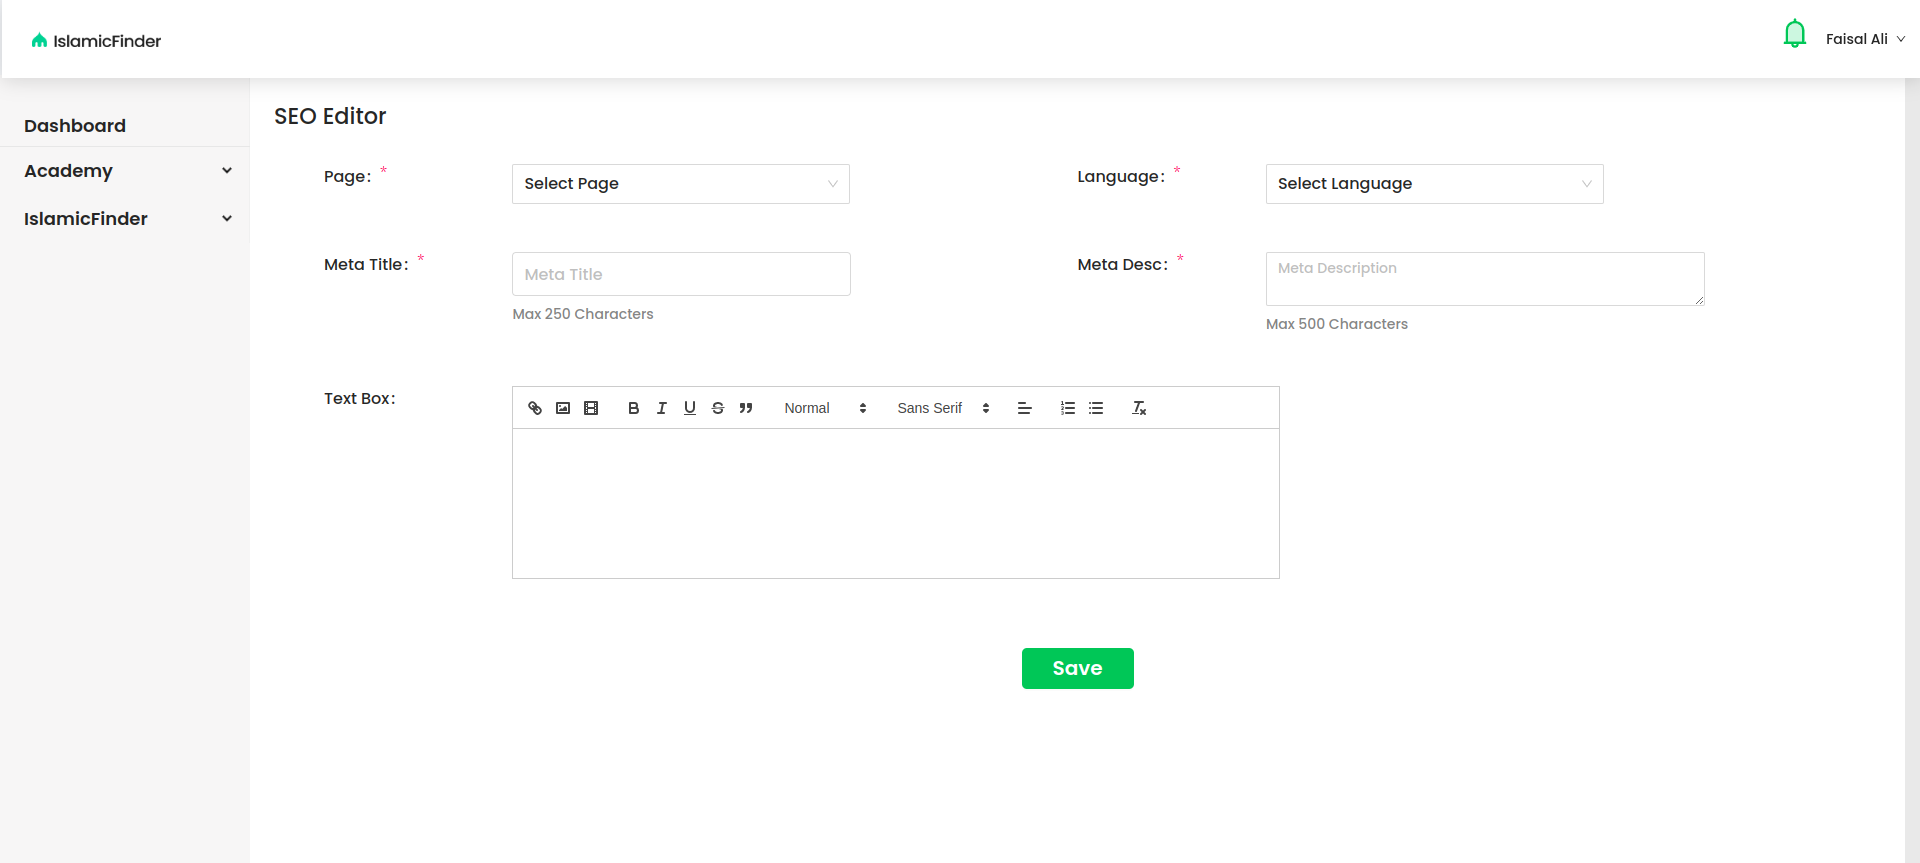 IslamicFinder
Faisal Ali
Dashboard
Academy
IslamicFinder
SEO Editor
Page: *
Select Page
Language: *
Select Language
Meta Title: *
Meta Title
Max 250 Characters
Meta Desc: *
Meta Description
Max 500 Characters
Text Box:
Normal
Sans Serif
Save